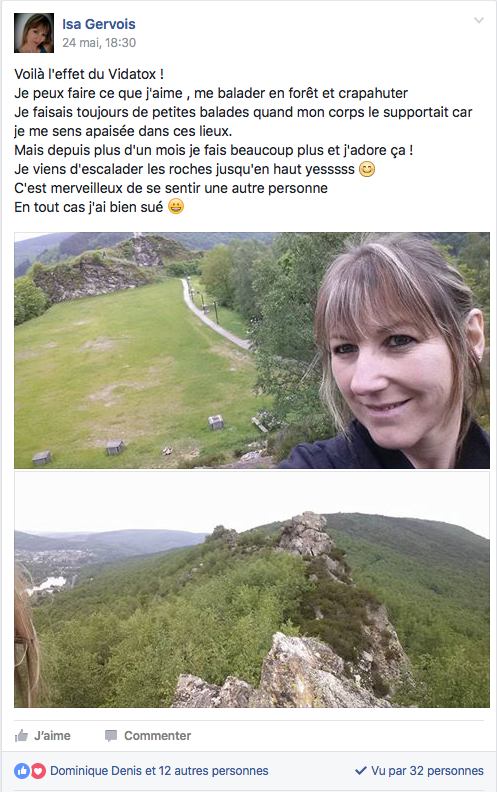 Isa Gervois
24 mai, 18:30
Voilà l'effet du Vidatox !
Je peux faire ce que j'aime , me balader en forêt et crapahuter
Je faisais toujours de petites balades quand mon corps le supportait car
je me sens apaisée dans ces lieux.
Mais depuis plus d'un mois je fais beaucoup plus et j'adore ça !
Je viens d'escalader les roches jusqu'en haut yesssss 😊
C'est merveilleux de se sentir une autre personne
En tout cas j'ai bien sué 😀
J'aime Commenter
Dominique Denis et 12 autres personnes Vu par 32 personnes